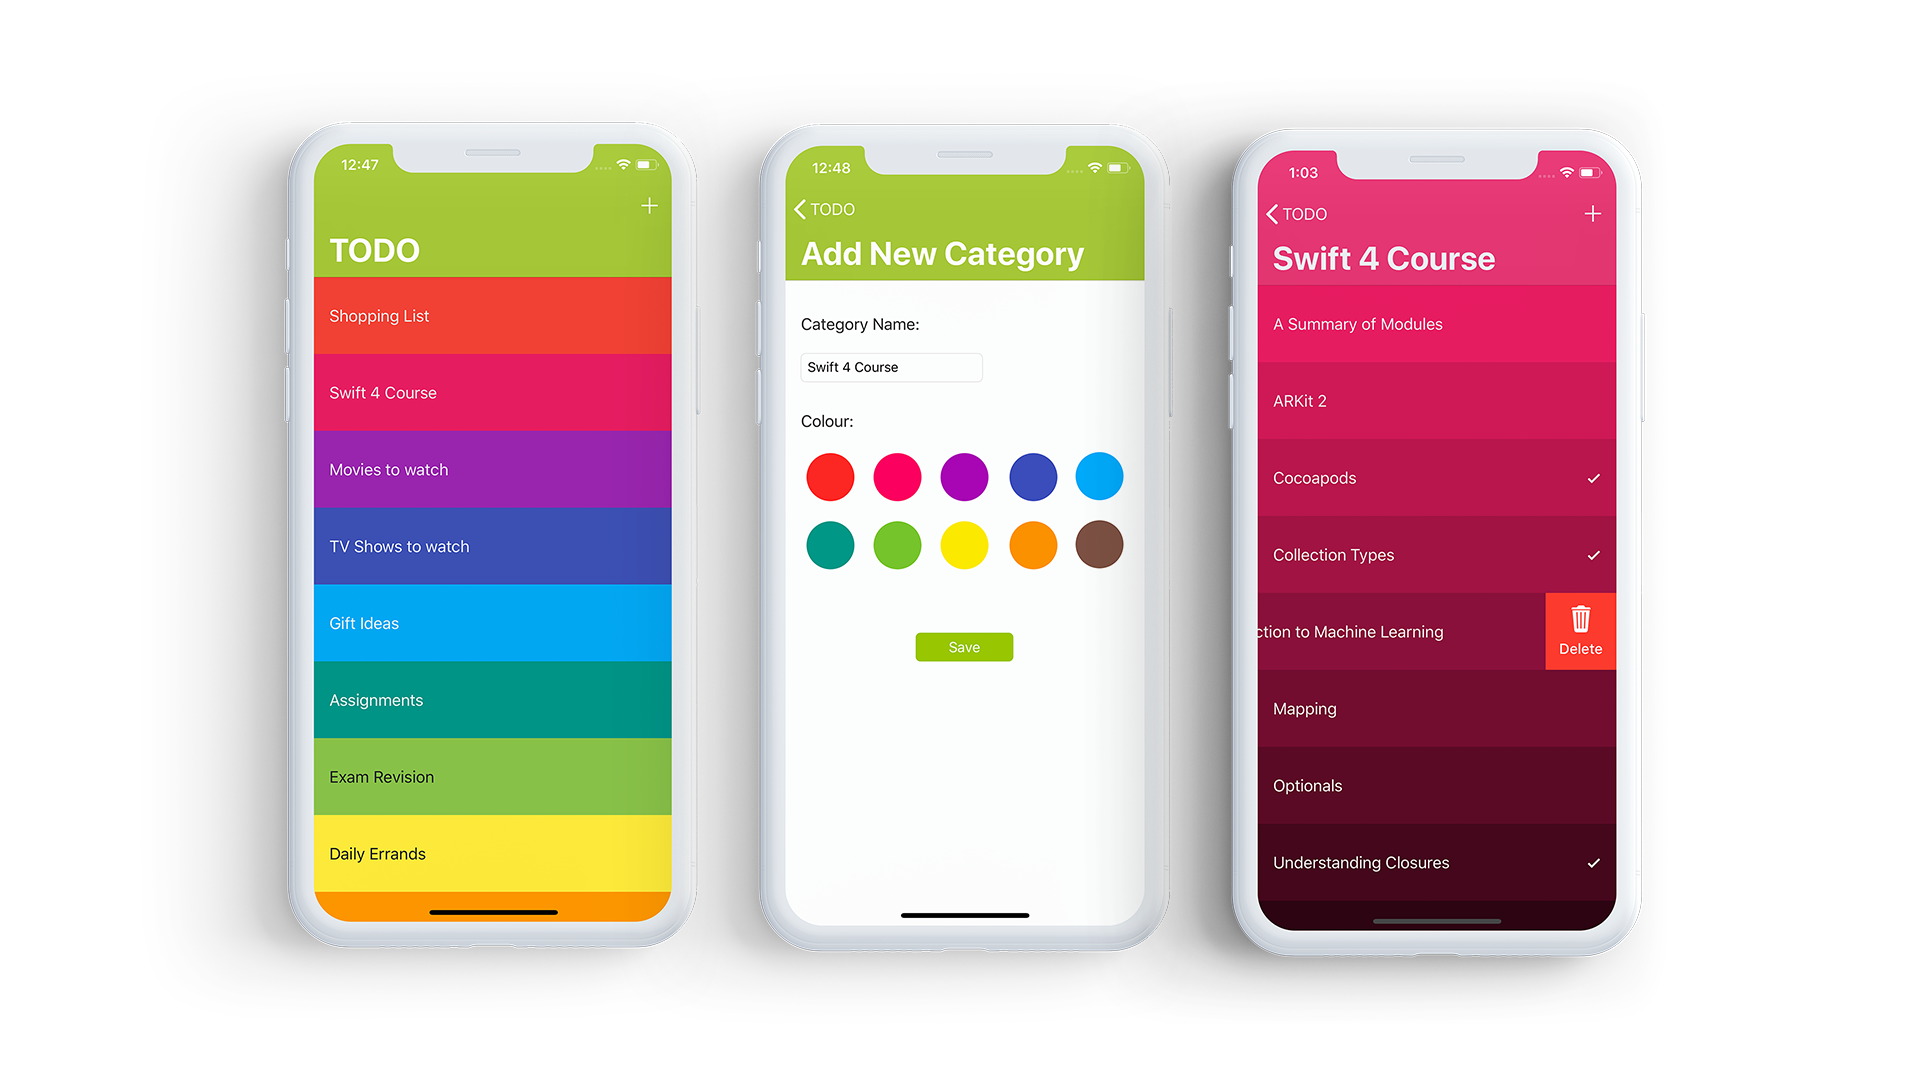 12:47
TODO
Shopping List
Swift 4 Course
Movies to watch
TV Shows to watch
Gift Ideas
Assignments
Exam Revision
Daily Errands
12:48
TODO
Add New Category
Category Name:
Swift 4 Course
Colour:
Save
1:03
TODO
Swift 4 Course
A Summary of Modules
ARKit 2
Cocoapods
Collection Types
to Machine Learning
Delete
Mapping
Optionals
Understanding Closures